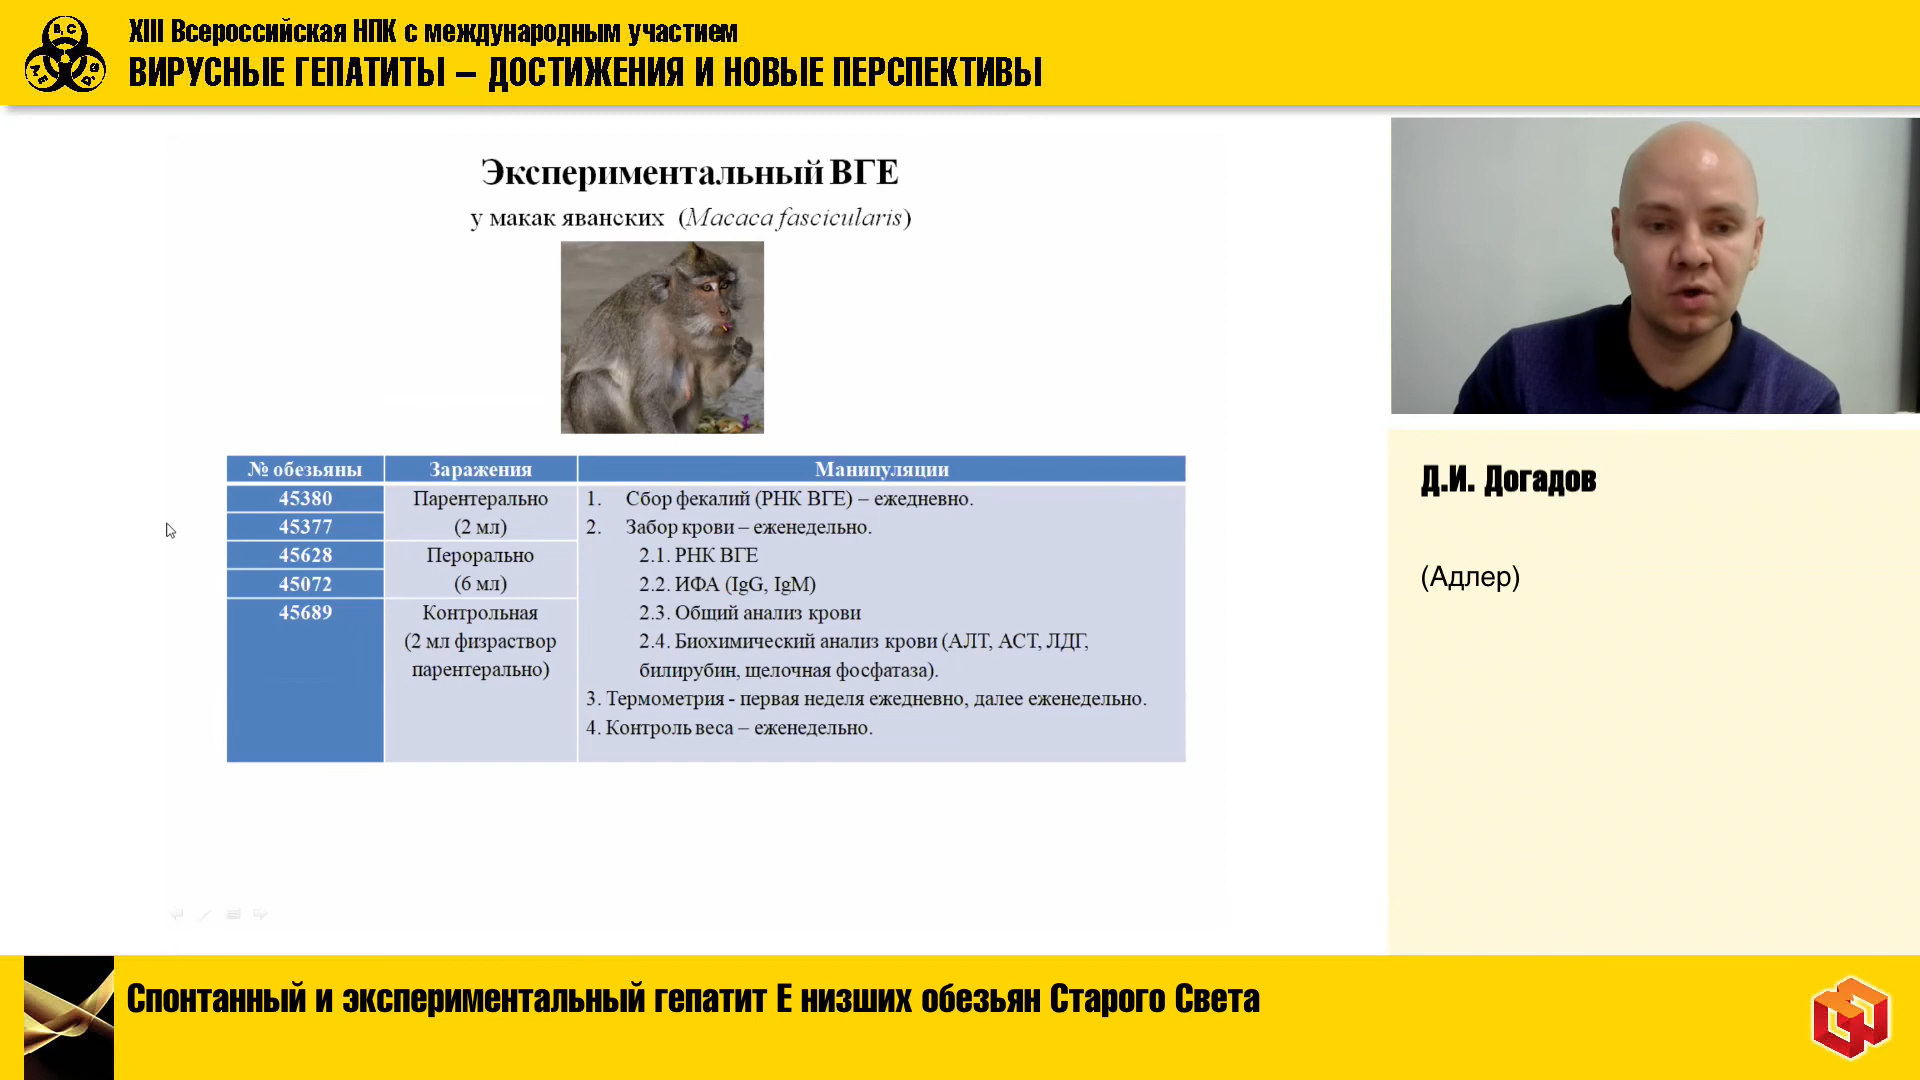 XIII Всероссийская НПК с международным участием
ВИРУСНЫЕ ГЕПАТИТЫ – ДОСТИЖЕНИЯ И НОВЫЕ ПЕРСПЕКТИВЫ
B, C
Экспериментальный ВГЕ
у макак яванских (Macaca fascicularis)
№ обезьяны Заражения Манипуляции
45380 Парентерально 1. Сбор фекалий (РНК ВГЕ) – ежедневно.
45377 (2 мл) 2. Забор крови – еженедельно.
45628 Перорально 2.1. РНК ВГЕ
45072 (6 мл) 2.2. ИФА (IgG, IgM)
45689 Контрольная 2.3. Общий анализ крови
(2 мл физраствор 2.4. Биохимический анализ крови (АЛТ, АСТ, ЛДГ,
парентерально) билирубин, щелочная фосфатаза).
3. Термометрия - первая неделя ежедневно, далее еженедельно.
4. Контроль веса – еженедельно.
Д.И. Догадов
(Адлер)
Спонтанный и экспериментальный гепатит Е низших обезьян Старого Света